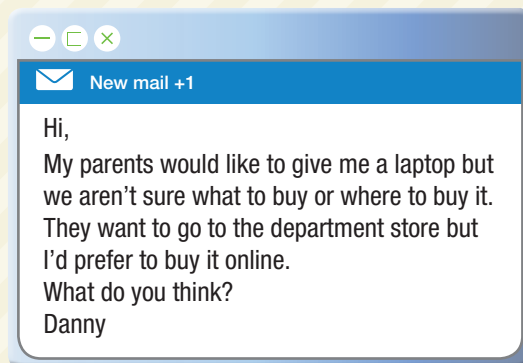 New mail +1
Hi,
My parents would like to give me a laptop but
we aren't sure what to buy or where to buy it.
They want to go to the department store but
I'd prefer to buy it online.
What do you think?
Danny